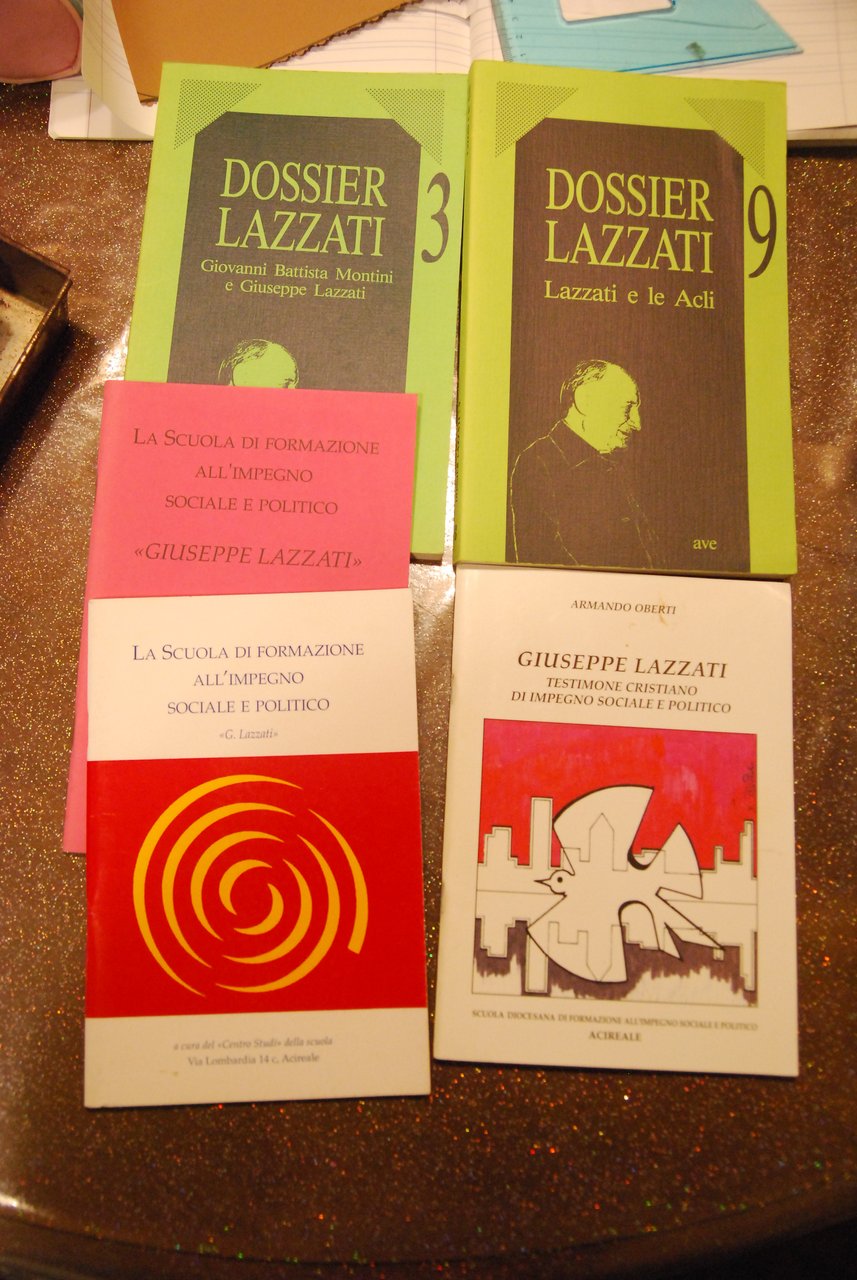 DOSSIER
LAZZATI
3
Giovanni Battista Montini
e Giuseppe Lazzati
DOSSIER
LAZZATI
9
Lazzati e le Acli
ave
LA SCUOLA DI FORMAZIONE
ALL'IMPEGNO
SOCIALE E POLITICO
«GIUSEPPE LAZZATI»
LA SCUOLA DI FORMAZIONE
ALL'IMPEGNO
SOCIALE E POLITICO
«G. Lazzati»
a cura del «Centro Studi» della scuola
Via Lombardia 14 c, Acireale
ARMANDO OBERTI
GIUSEPPE LAZZATI
TESTIMONE CRISTIANO
DI IMPEGNO SOCIALE E POLITICO
SCUOLA DIOCESANA DI FORMAZIONE ALL'IMPEGNO SOCIALE E POLITICO
ACIREALE